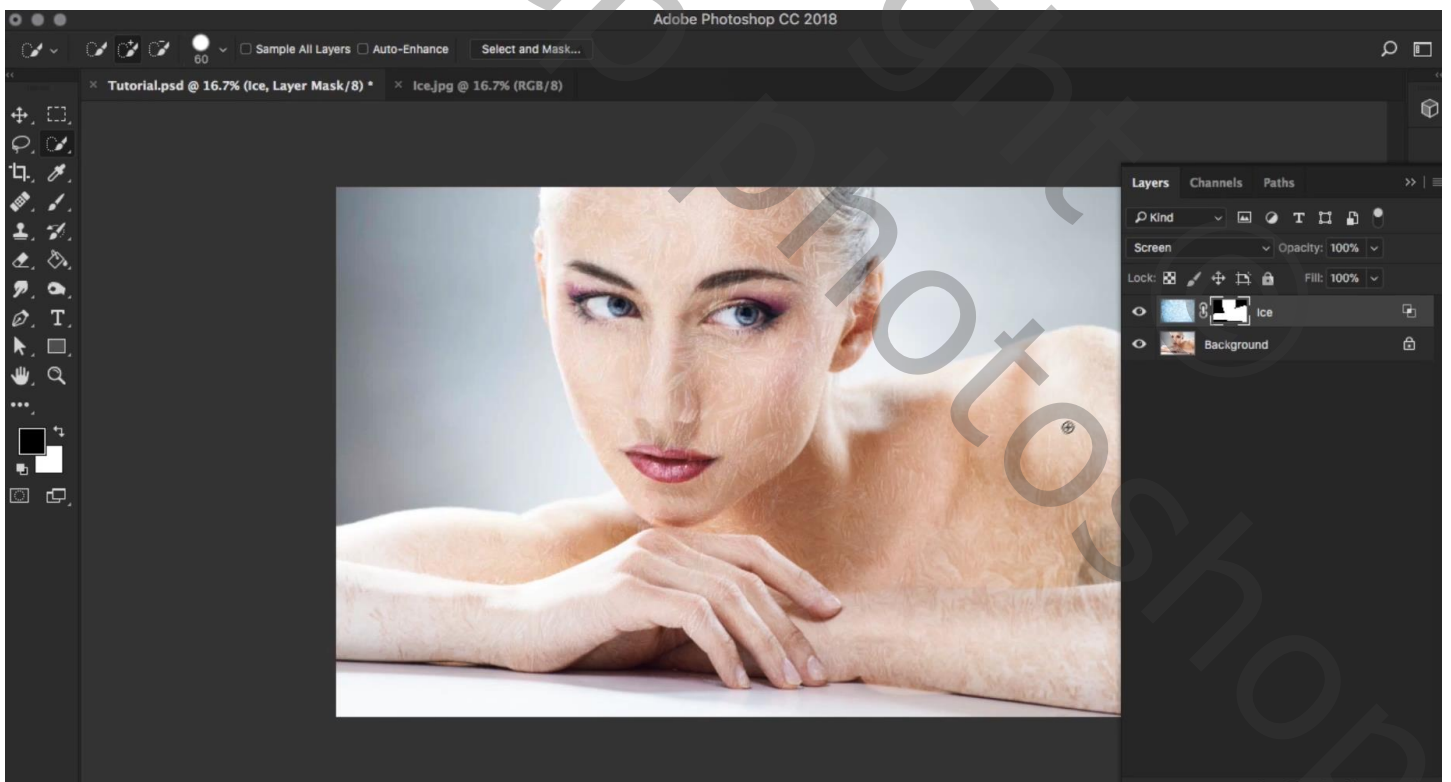 Adobe Photoshop CC 2018
60
Sample All Layers
Auto-Enhance
Select and Mask...
Tutorial.psd @ 16.7% (Ice, Layer Mask/8) *
Ice.jpg @ 16.7% (RGB/8)
Layers Channels Paths
Kind
Screen Opacity: 100%
Lock: Fill: 100%
Ice
Background
photoshop